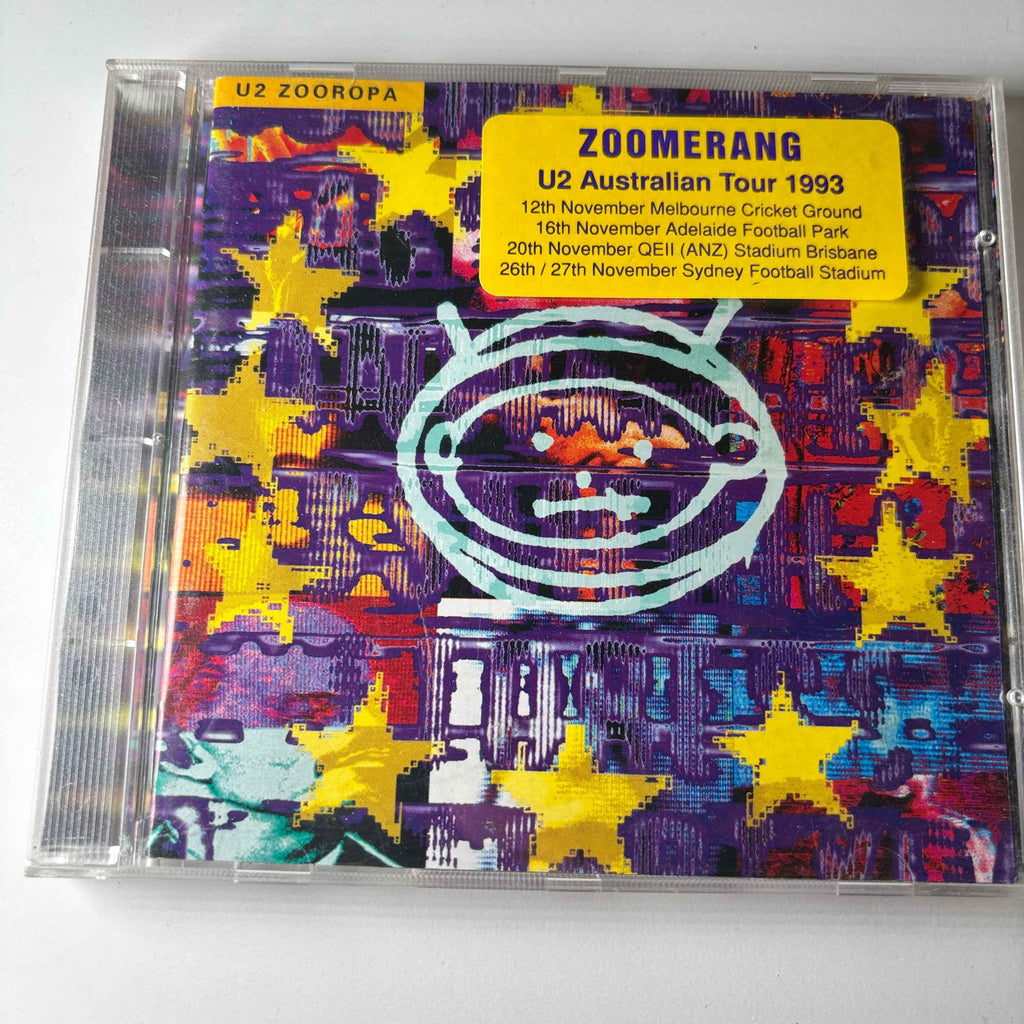 U2 ZOOROPA
ZOOMERANG
U2 Australian Tour 1993
12th November Melbourne Cricket Ground
16th November Adelaide Football Park
20th November QEII (ANZ) Stadium Brisbane
26th / 27th November Sydney Football Stadium